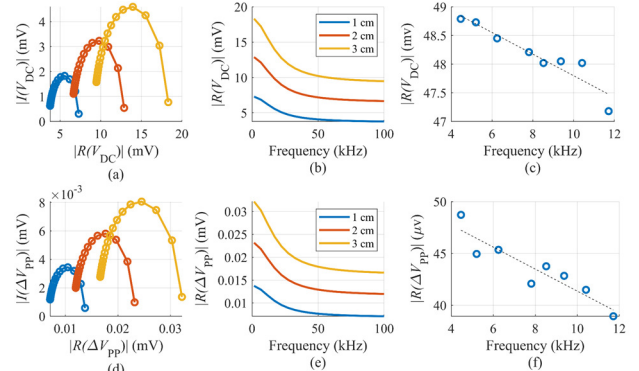 |I(V_DC)| (mV)
4
2
0
5
10
15
20
|R(V_DC)| (mV)
(a)
|R(V_DC)| (mV)
20
15
10
5
0
50
100
1 cm
2 cm
3 cm
Frequency (kHz)
(b)
|R(V_DC)| (mv)
49
48.5
48
47.5
47
4
6
8
10
12
Frequency (kHz)
(c)
×10⁻³
|I(ΔV_PP)| (mV)
8
6
4
2
0
0.01
0.02
0.03
|R(ΔV_PP)| (mV)
(d)
|R(ΔV_PP)| (mV)
0.03
0.025
0.02
0.015
0.01
0
50
100
1 cm
2 cm
3 cm
Frequency (kHz)
(e)
|R(ΔV_PP)| (μv)
50
45
40
4
6
8
10
12
Frequency (kHz)
(f)